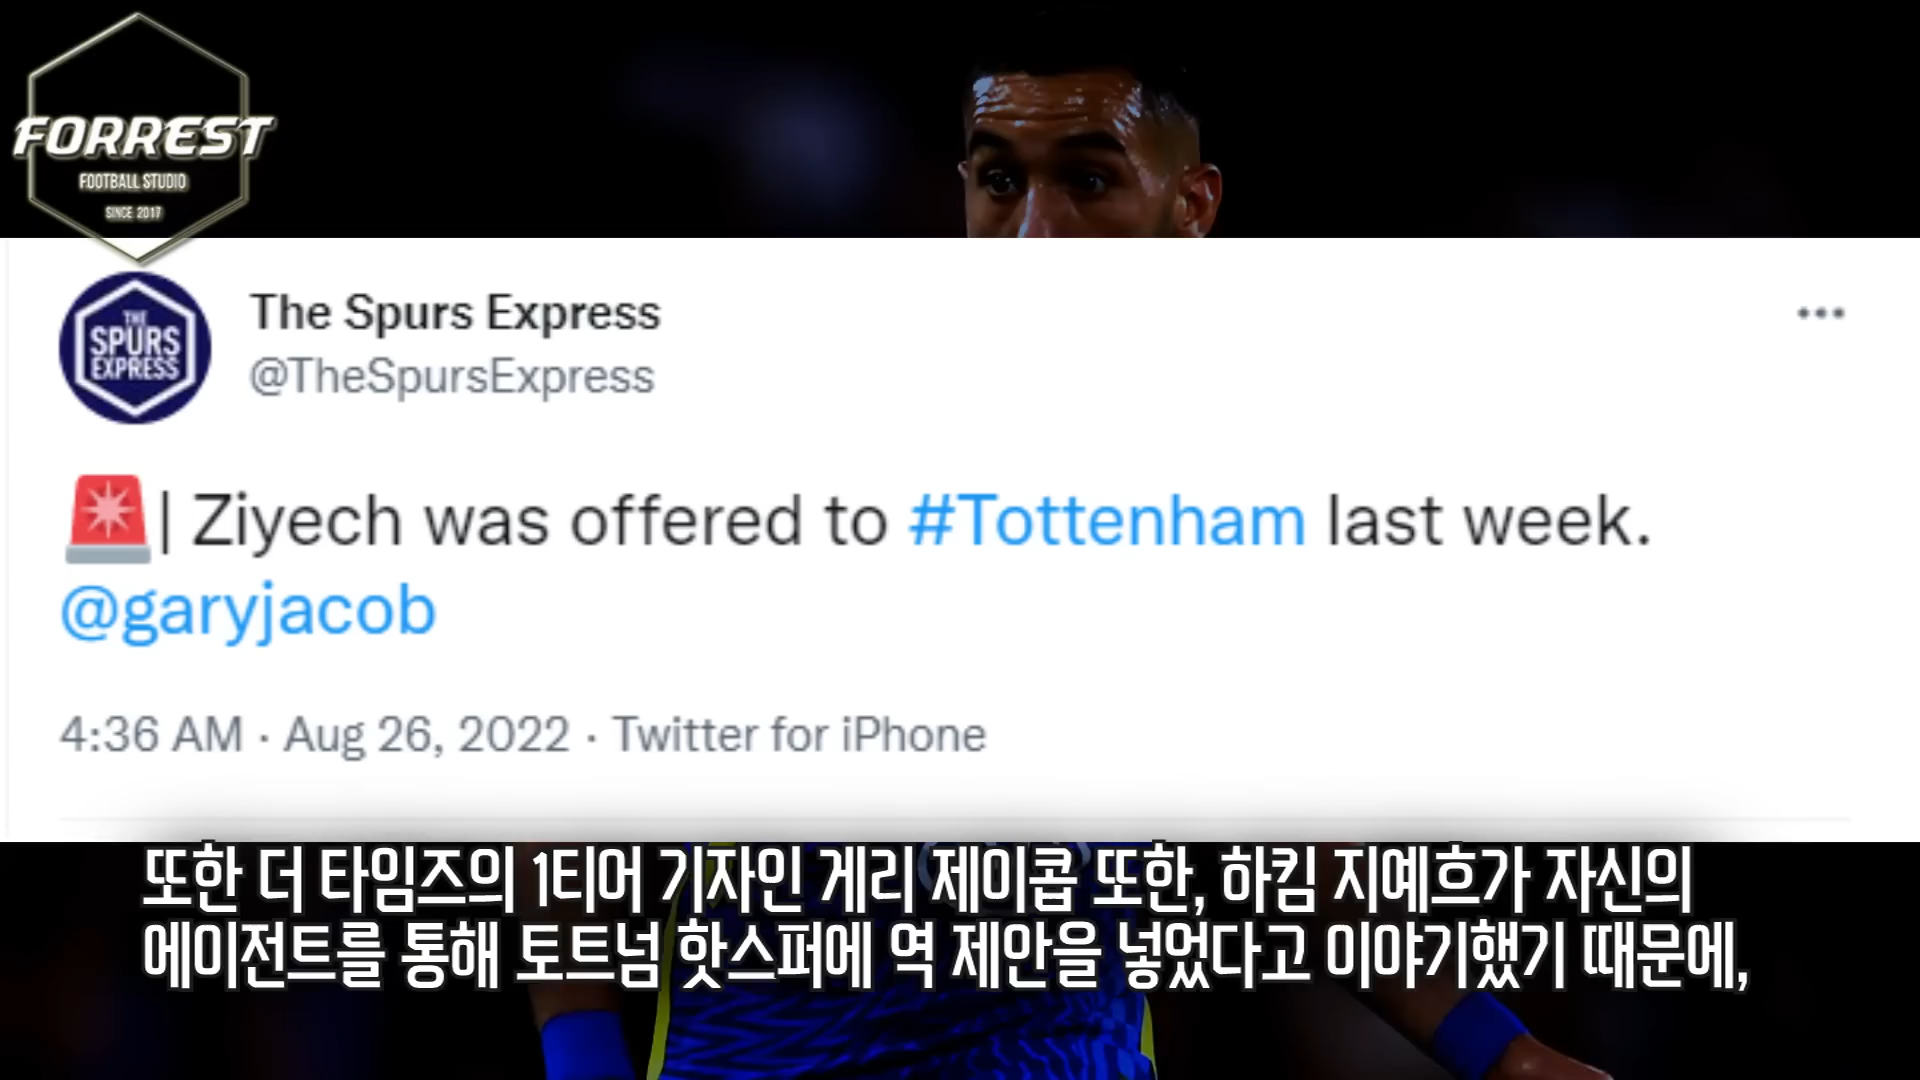 FORREST
FOOTBALL STUDIO
SINCE 2017
THE
SPURS
EXPRESS
The Spurs Express
@TheSpursExpress
🚨| Ziyech was offered to #Tottenham last week.
@garyjacob
4:36 AM · Aug 26, 2022 · Twitter for iPhone
또한 더 타임즈의 1티어 기자인 게리 제이콥 또한, 하킴 지예흐가 자신의
에이전트를 통해 토트넘 핫스퍼에 역 제안을 넣었다고 이야기했기 때문에,